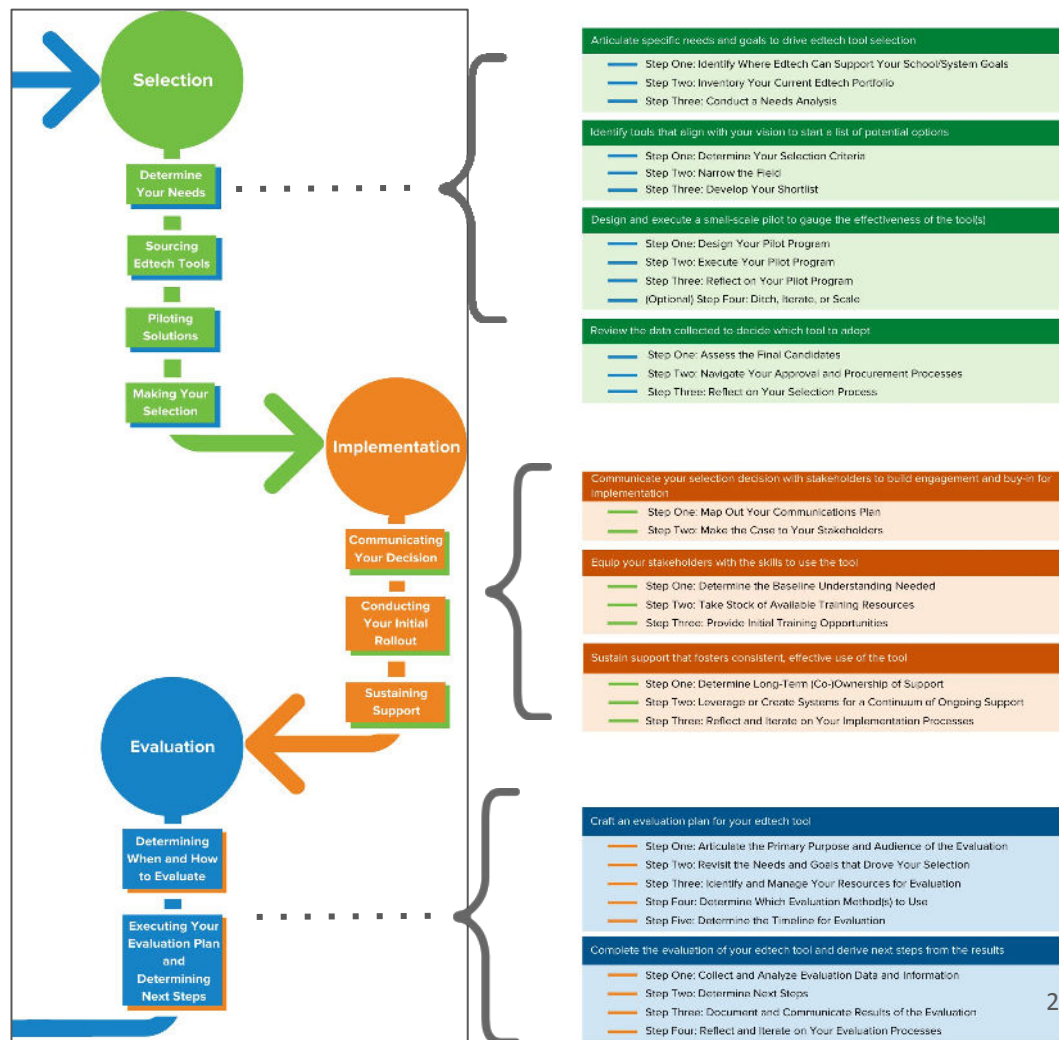 Selection
Determine
Your Needs
Sourcing
Edtech Tools
Piloting
Solutions
Making Your
Selection
Implementation
Communicating
Your Decision
Conducting
Your Initial
Rollout
Sustaining
Support
Evaluation
Determining
When and How
to Evaluate
Executing Your
Evaluation Plan
and
Determining
Next Steps
Articulate specific needs and goals to drive edtech tool selection
Step One: Identify Where Edtech Can Support Your School/System Goals
Step Two: Inventory Your Current Edtech Portfolio
Step Three: Conduct a Needs Analysis
Identify tools that align with your vision to start a list of potential options
Step One: Determine Your Selection Criteria
Step Two: Narrow the Field
Step Three: Develop Your Shortlist
Design and execute a small-scale pilot to gauge the effectiveness of the tool(s)
Step One: Design Your Pilot Program
Step Two: Execute Your Pilot Program
Step Three: Reflect on Your Pilot Program
(Optional) Step Four: Ditch, Iterate, or Scale
Review the data collected to decide which tool to adopt
Step One: Assess the Final Candidates
Step Two: Navigate Your Approval and Procurement Processes
Step Three: Reflect on Your Selection Process
Communicate your selection decision with stakeholders to build engagement and buy-in for
implementation
Step One: Map Out Your Communications Plan
Step Two: Make the Case to Your Stakeholders
Equip your stakeholders with the skills to use the tool
Step One: Determine the Baseline Understanding Needed
Step Two: Take Stock of Available Training Resources
Step Three: Provide Initial Training Opportunities
Sustain support that fosters consistent, effective use of the tool
Step One: Determine Long-Term (Co-)Ownership of Support
Step Two: Leverage or Create Systems for a Continuum of Ongoing Support
Step Three: Reflect and Iterate on Your Implementation Processes
Craft an evaluation plan for your edtech tool
Step One: Articulate the Primary Purpose and Audience of the Evaluation
Step Two: Revisit the Needs and Goals that Drove Your Selection
Step Three: Identify and Manage Your Resources for Evaluation
Step Four: Determine Which Evaluation Method(s) to Use
Step Five: Determine the Timeline for Evaluation
Complete the evaluation of your edtech tool and derive next steps from the results
Step One: Collect and Analyze Evaluation Data and Information
Step Two: Determine Next Steps
Step Three: Document and Communicate Results of the Evaluation
Step Four: Reflect and Iterate on Your Evaluation Processes
2